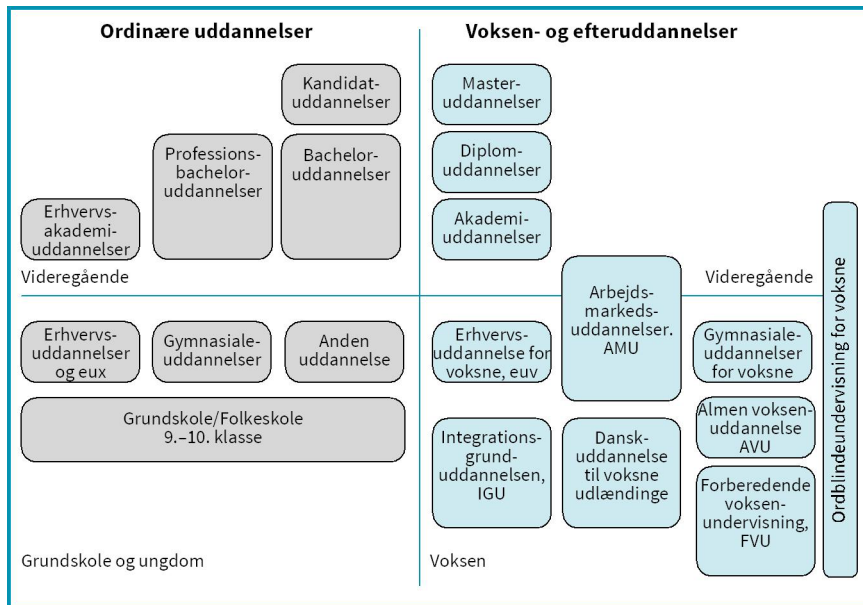 Ordinære uddannelser
Kandidat-
uddannelser
Professions-
bachelor-
uddannelser
Bachelor-
uddannelser
Erhvervs-
akademi-
uddannelser
Videregående
Erhvervs-
uddannelser
og eux
Gymnasiale-
uddannelser
Anden
uddannelse
Grundskole/Folkeskole
9.–10. klasse
Grundskole og ungdom
Voksen- og efteruddannelser
Master-
uddannelser
Diplom-
uddannelser
Akademi-
uddannelser
Videregående
Arbejds-
markeds-
uddannelser.
AMU
Erhvervs-
uddannelse for
voksne, euv
Gymnasiale-
uddannelser
for voksne
Almen voksen-
uddannelse
AVU
Integrations-
grund-
uddannelsen,
IGU
Dansk-
uddannelse
til voksne
udlændinge
Forberedende
voksen-
undervisning,
FVU
Voksen
Ordblindeundervisning for voksne